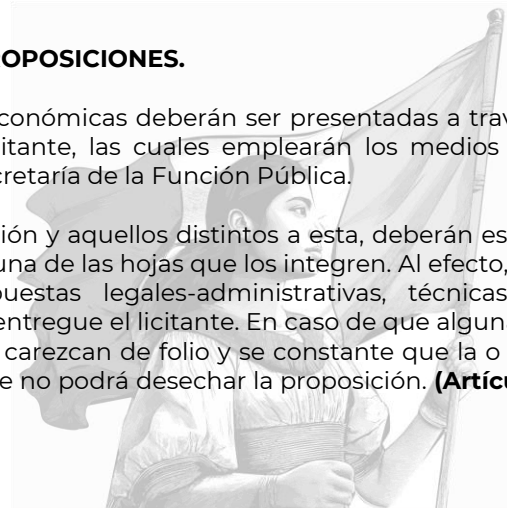 ROPOSICIONES.
conómicas deberán ser presentadas a trav
itante, las cuales emplearán los medios
cretaría de la Función Pública.
ión y aquellos distintos a esta, deberán es
una de las hojas que los integren. Al efecto,
puestas legales-administrativas, técnicas
entregue el licitante. En caso de que alguna
carezcan de folio y se constante que la o
e no podrá desechar la proposición. (Artícu